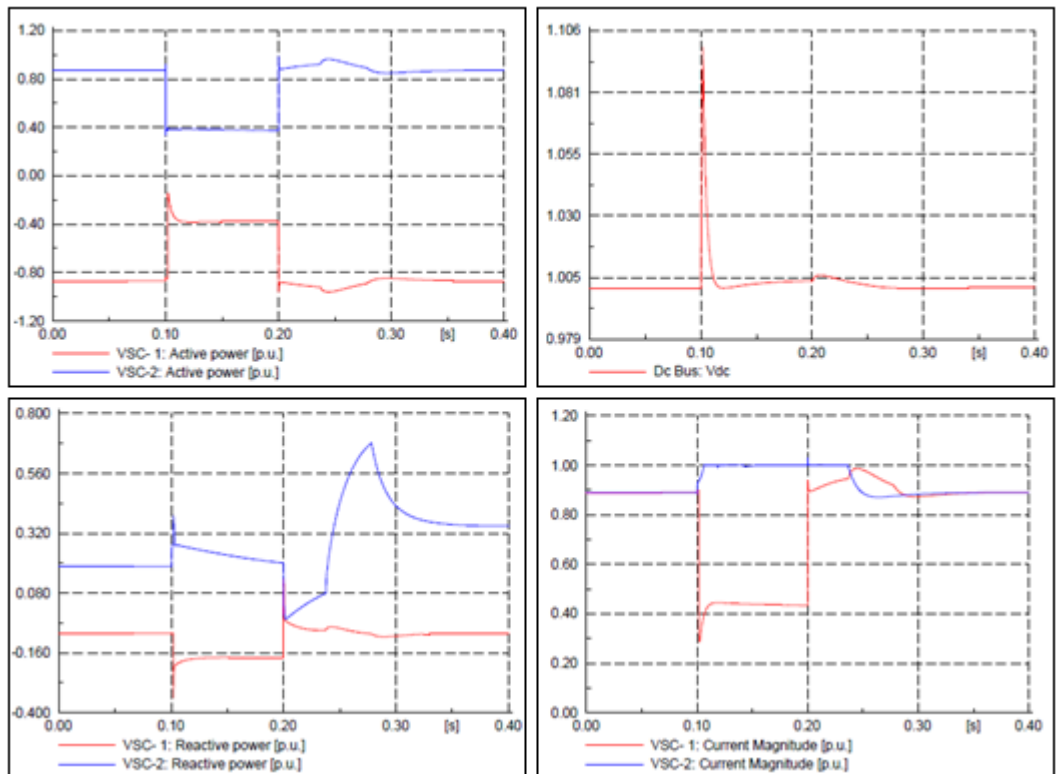 1.20
0.80
0.40
0.00
-0.40
-0.80
-1.20
0.00 0.10 0.20 0.30 [s] 0.40
VSC- 1: Active power [p.u.]
VSC-2: Active power [p.u.]
1.106
1.081
1.055
1.030
1.005
0.979
0.00 0.10 0.20 0.30 [s] 0.40
Dc Bus: Vdc
0.800
0.560
0.320
0.080
-0.160
-0.400
0.00 0.10 0.20 0.30 [s] 0.40
VSC- 1: Reactive power [p.u.]
VSC-2: Reactive power [p.u.]
1.20
1.00
0.80
0.60
0.40
0.20
0.00
0.00 0.10 0.20 0.30 [s] 0.40
VSC- 1: Current Magnitude [p.u.]
VSC-2: Current Magnitude [p.u.]